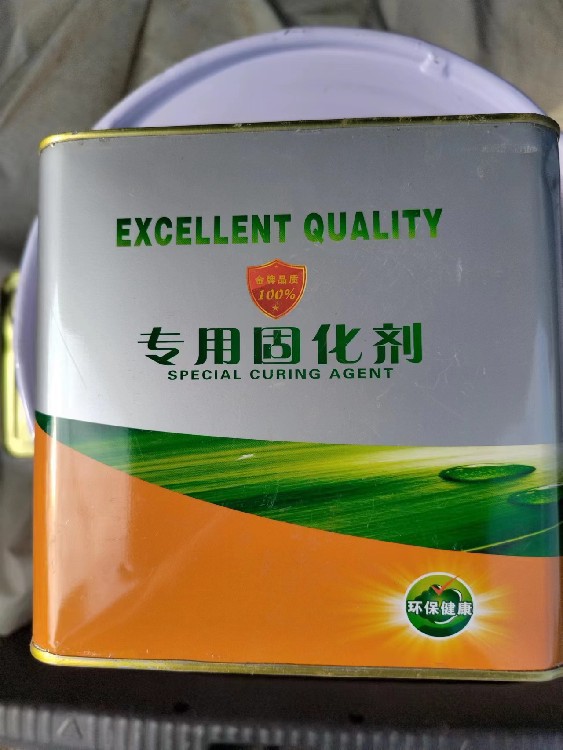 EXCELLENT QUALITY
金牌品质
100%
专用固化剂
SPECIAL CURING AGENT
环保健康